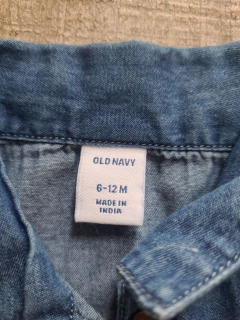 OLD NAVY
6-12 M
MADE IN
INDIA